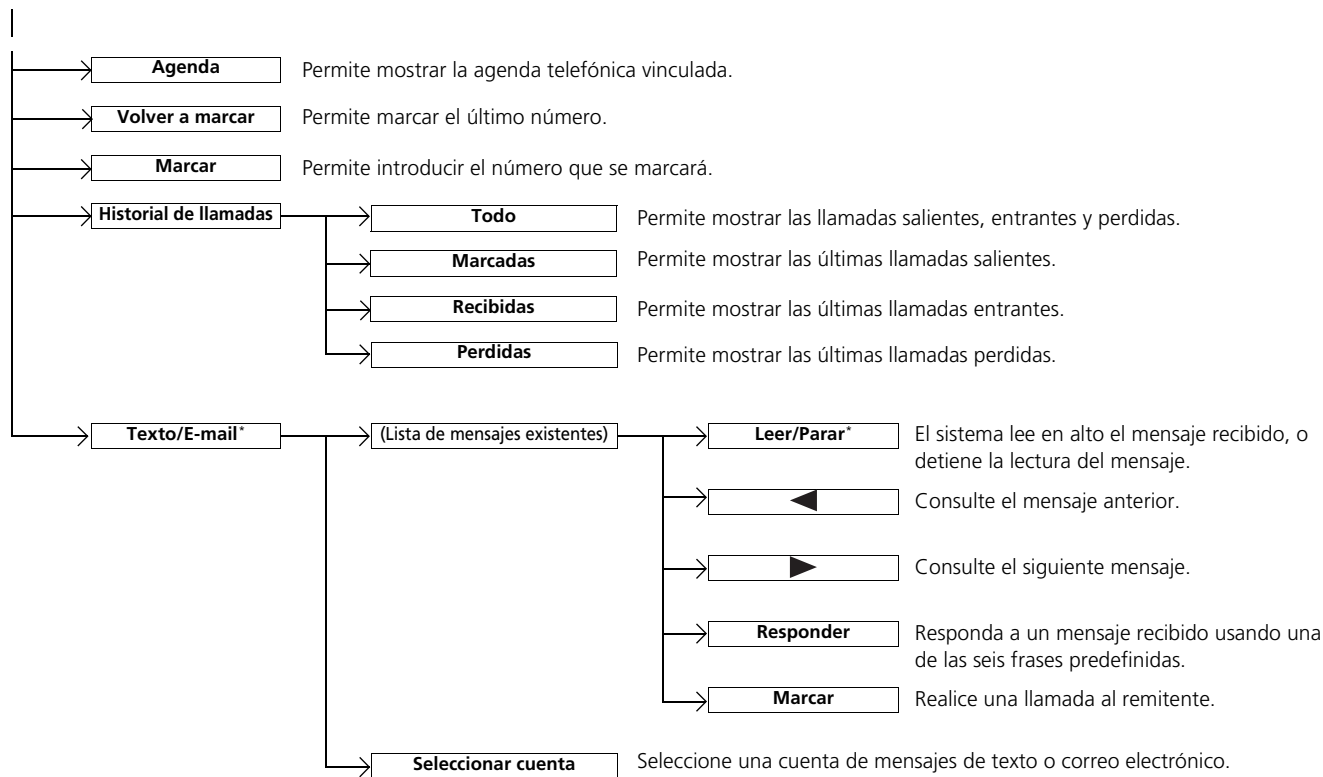 Agenda Permite mostrar la agenda telefónica vinculada.
Volver a marcar Permite marcar el último número.
Marcar Permite introducir el número que se marcará.
Historial de llamadas Todo Permite mostrar las llamadas salientes, entrantes y perdidas.
Marcadas Permite mostrar las últimas llamadas salientes.
Recibidas Permite mostrar las últimas llamadas entrantes.
Perdidas Permite mostrar las últimas llamadas perdidas.
Texto/E-mail* (Lista de mensajes existentes) Leer/Parar* El sistema lee en alto el mensaje recibido, o
detiene la lectura del mensaje.
◀ Consulte el mensaje anterior.
▶ Consulte el siguiente mensaje.
Responder Responda a un mensaje recibido usando una
de las seis frases predefinidas.
Marcar Realice una llamada al remitente.
Seleccionar cuenta Seleccione una cuenta de mensajes de texto o correo electrónico.